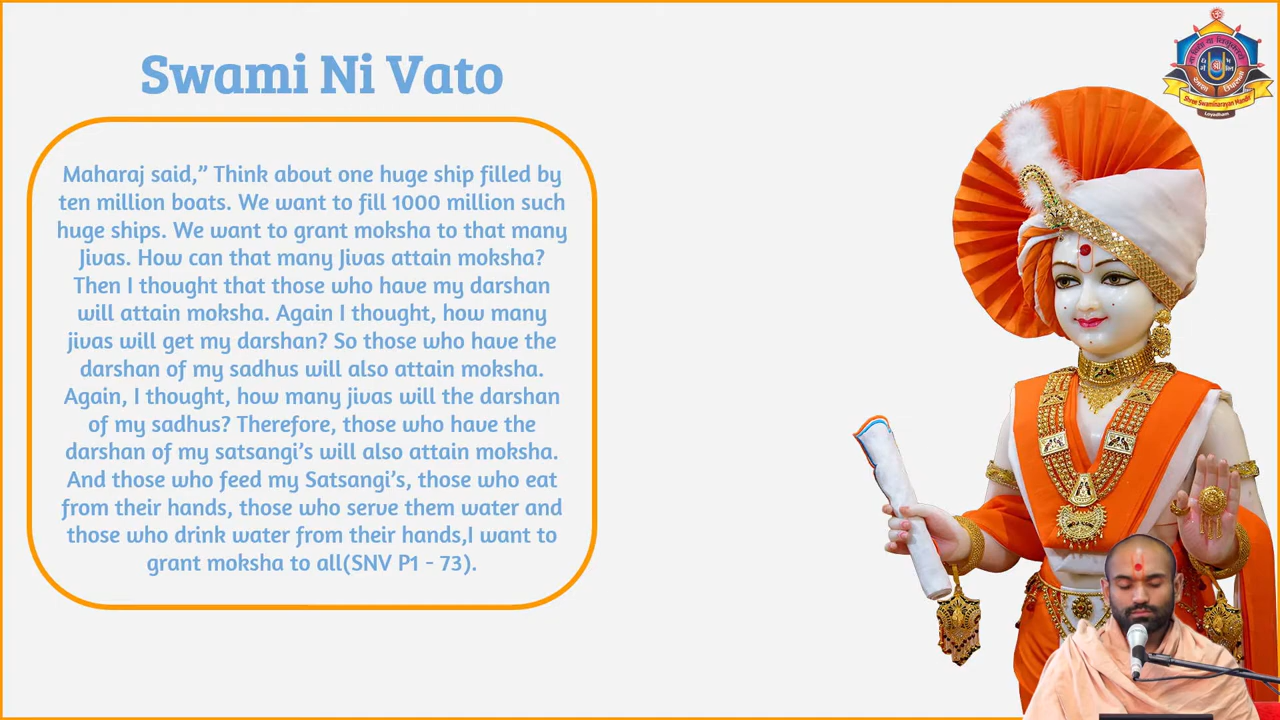 Swami Ni Vato
Maharaj said,” Think about one huge ship filled by
ten million boats. We want to fill 1000 million such
huge ships. We want to grant moksha to that many
Jivas. How can that many Jivas attain moksha?
Then I thought that those who have my darshan
will attain moksha. Again I thought, how many
jivas will get my darshan? So those who have the
darshan of my sadhus will also attain moksha.
Again, I thought, how many jivas will the darshan
of my sadhus? Therefore, those who have the
darshan of my satsangi’s will also attain moksha.
And those who feed my Satsangi’s, those who eat
from their hands, those who serve them water and
those who drink water from their hands,I want to
grant moksha to all(SNV P1 - 73).
Shree Swaminarayan Mandir
Loyadham